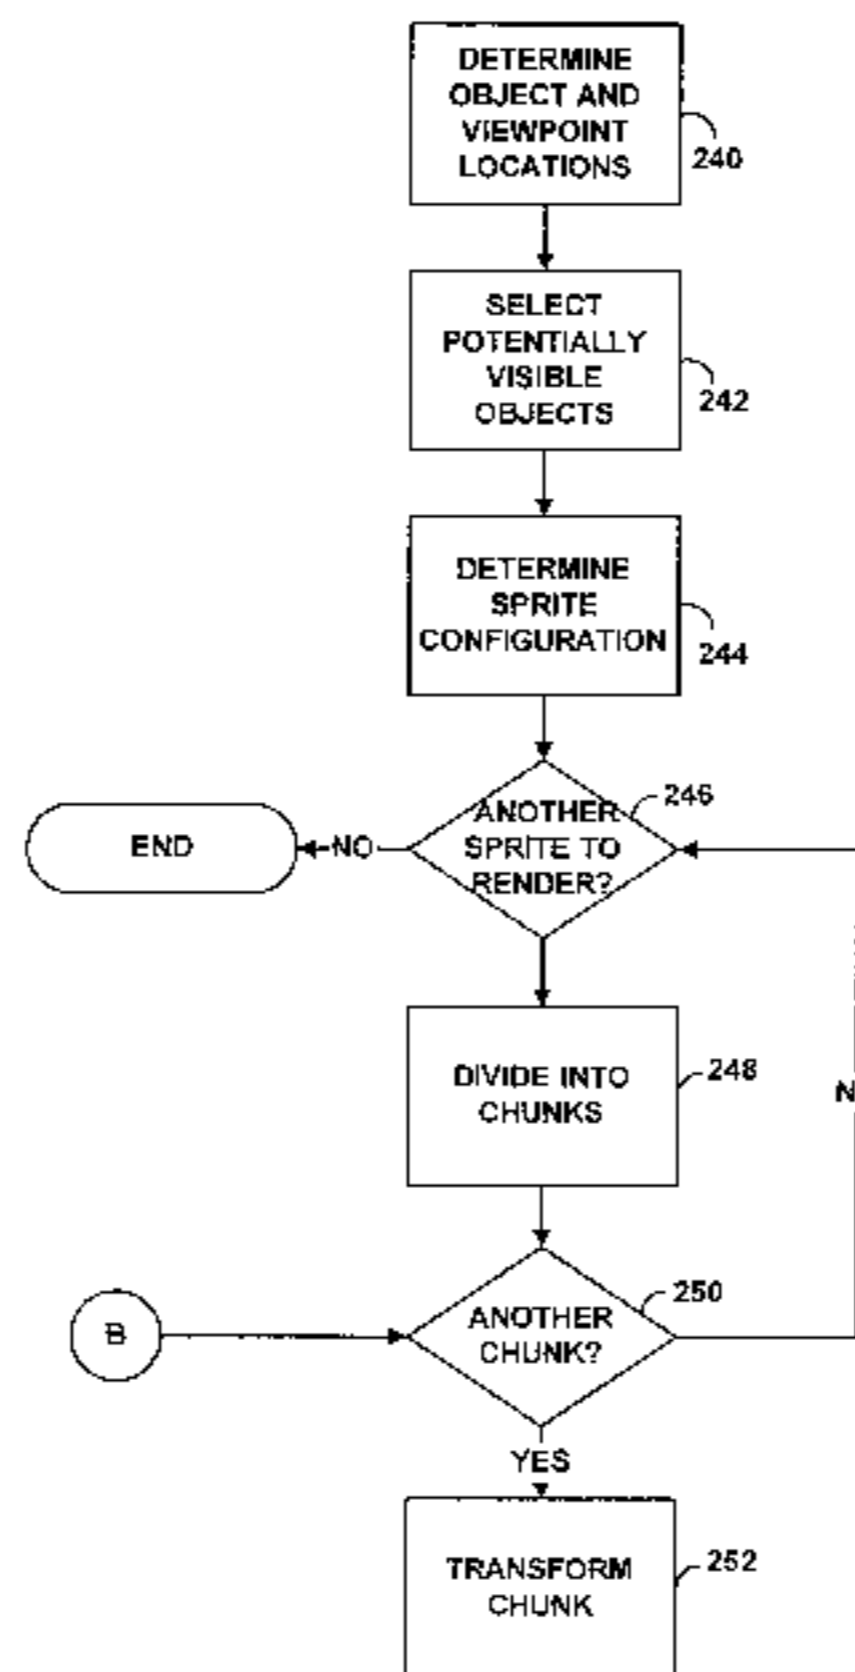 DETERMINE
OBJECT AND
VIEWPOINT
LOCATIONS
240
SELECT
POTENTIALLY
VISIBLE
OBJECTS
242
DETERMINE
SPRITE
CONFIGURATION
244
246
ANOTHER
SPRITE TO
RENDER?
NO
END
248
DIVIDE INTO
CHUNKS
N
250
ANOTHER
CHUNK?
B
YES
252
TRANSFORM
CHUNK